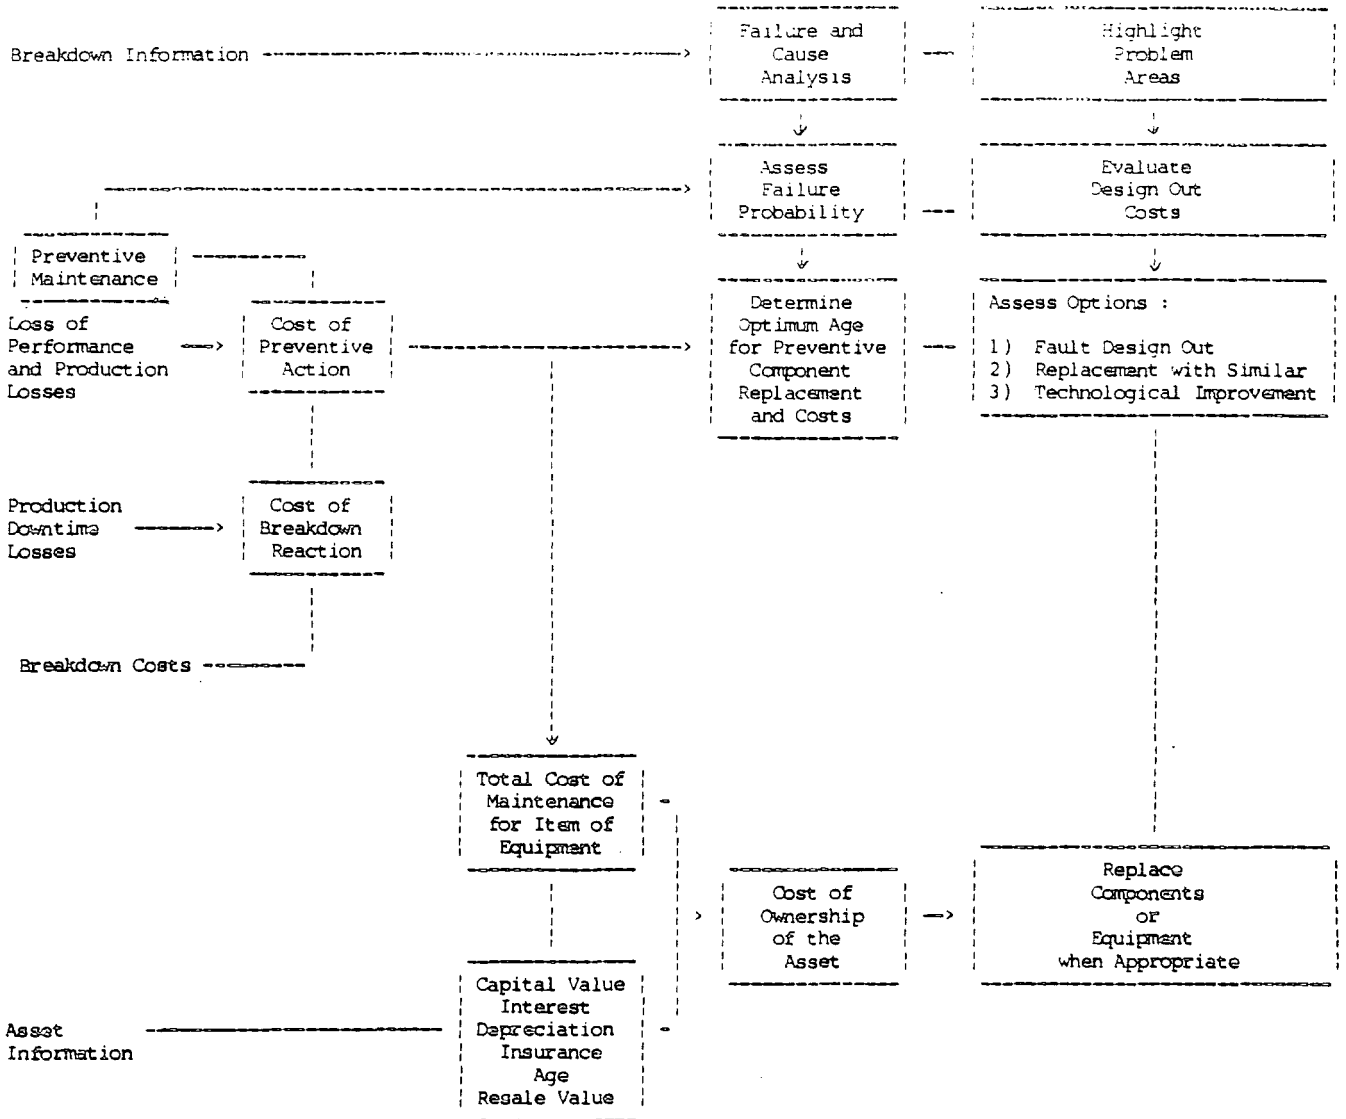 Breakdown Information
Failure and
Cause
Analysis
Highlight
Problem
Areas
Assess
Failure
Probability
Evaluate
Design Out
Costs
Preventive
Maintenance
Loss of
Performance
and Production
Losses
Cost of
Preventive
Action
Determine
Optimum Age
for Preventive
Component
Replacement
and Costs
Assess Options :
1) Fault Design Out
2) Replacement with Similar
3) Technological Improvement
Production
Downtime
Losses
Cost of
Breakdown
Reaction
Breakdown Costs
Total Cost of
Maintenance
for Item of
Equipment
Cost of
Ownership
of the
Asset
Replace
Components
or
Equipment
when Appropriate
Asset
Information
Capital Value
Interest
Depreciation
Insurance
Age
Resale Value